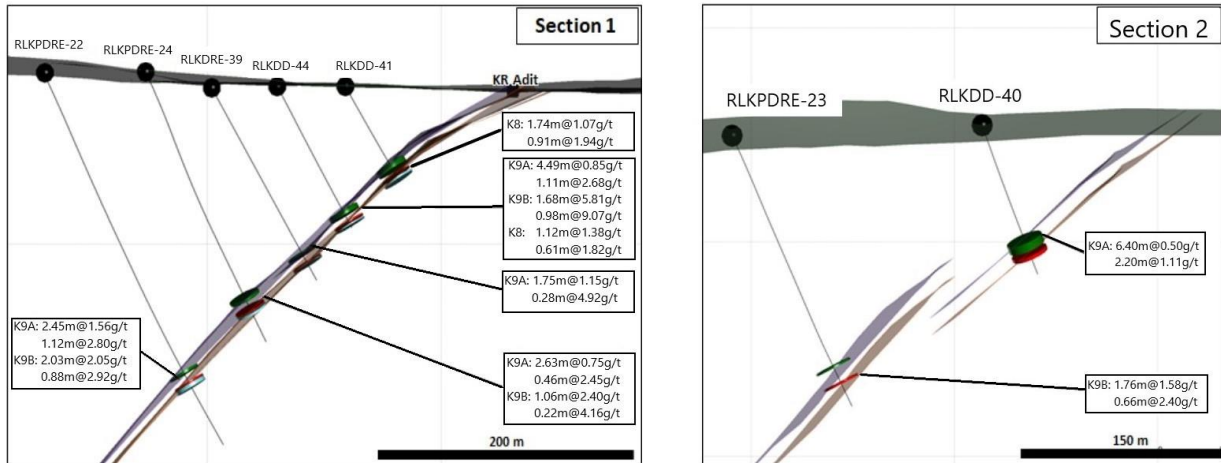 Section 1
RLKPDRE-22
RLKPDRE-24
RLKDRE-39
RLKDD-44
RLKDD-41
KR Adit
K8: 1.74m@1.07g/t
0.91m@1.94g/t
K9A: 4.49m@0.85g/t
1.11m@2.68g/t
K9B: 1.68m@5.81g/t
0.98m@9.07g/t
K8: 1.12m@1.38g/t
0.61m@1.82g/t
K9A: 1.75m@1.15g/t
0.28m@4.92g/t
K9A: 2.45m@1.56g/t
1.12m@2.80g/t
K9B: 2.03m@2.05g/t
0.88m@2.92g/t
K9A: 2.63m@0.75g/t
0.46m@2.45g/t
K9B: 1.06m@2.40g/t
0.22m@4.16g/t
200 m
Section 2
RLKPDRE-23
RLKDD-40
K9A: 6.40m@0.50g/t
2.20m@1.11g/t
K9B: 1.76m@1.58g/t
0.66m@2.40g/t
150 m